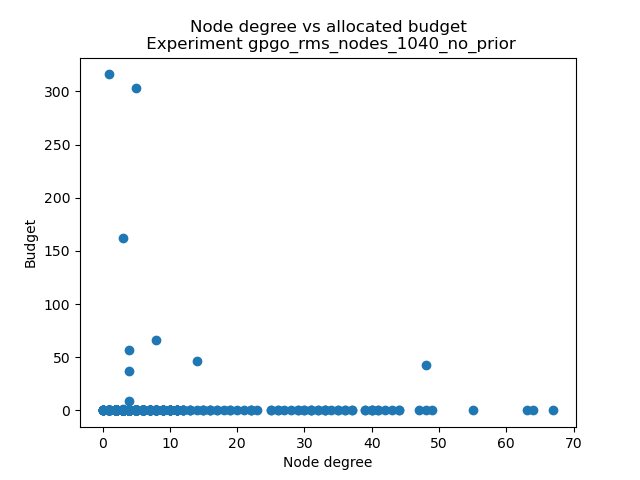 Node degree vs allocated budget
Experiment gpgo_rms_nodes_1040_no_prior
300
250
200
150
100
50
0
Budget
0 10 20 30 40 50 60 70
Node degree